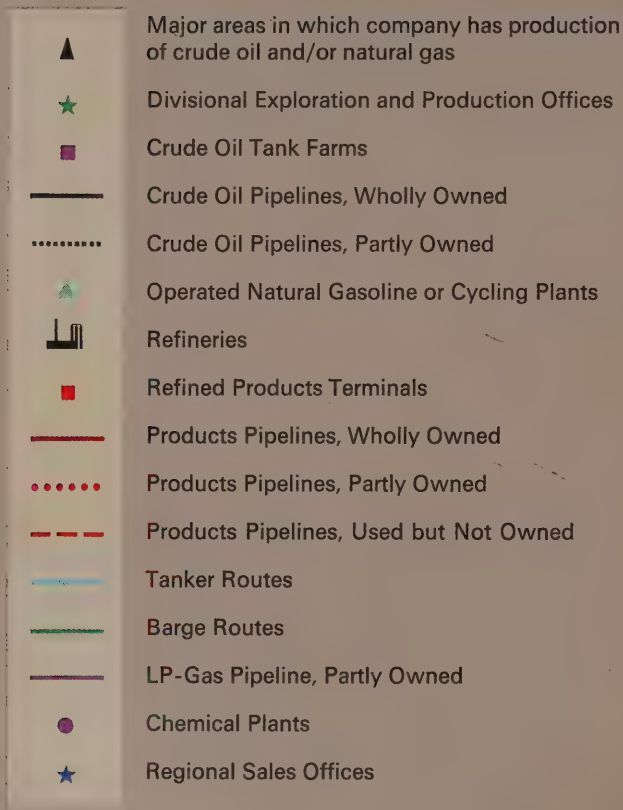 Major areas in which company has production
of crude oil and/or natural gas
Divisional Exploration and Production Offices
Crude Oil Tank Farms
Crude Oil Pipelines, Wholly Owned
Crude Oil Pipelines, Partly Owned
Operated Natural Gasoline or Cycling Plants
Refineries
Refined Products Terminals
Products Pipelines, Wholly Owned
Products Pipelines, Partly Owned
Products Pipelines, Used but Not Owned
Tanker Routes
Barge Routes
LP-Gas Pipeline, Partly Owned
Chemical Plants
Regional Sales Offices